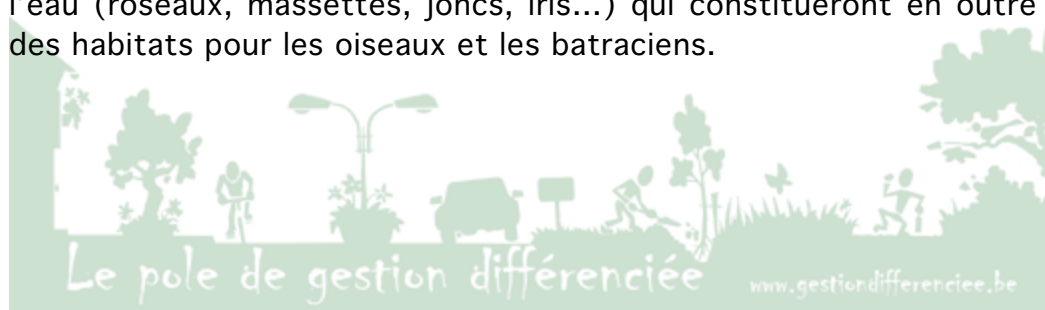 l'eau (roseaux, massettes, joncs, iris...) qui constitueront en outre
des habitats pour les oiseaux et les batraciens.
Le pole de gestion différenciée
www.gestiondifferenciee.be